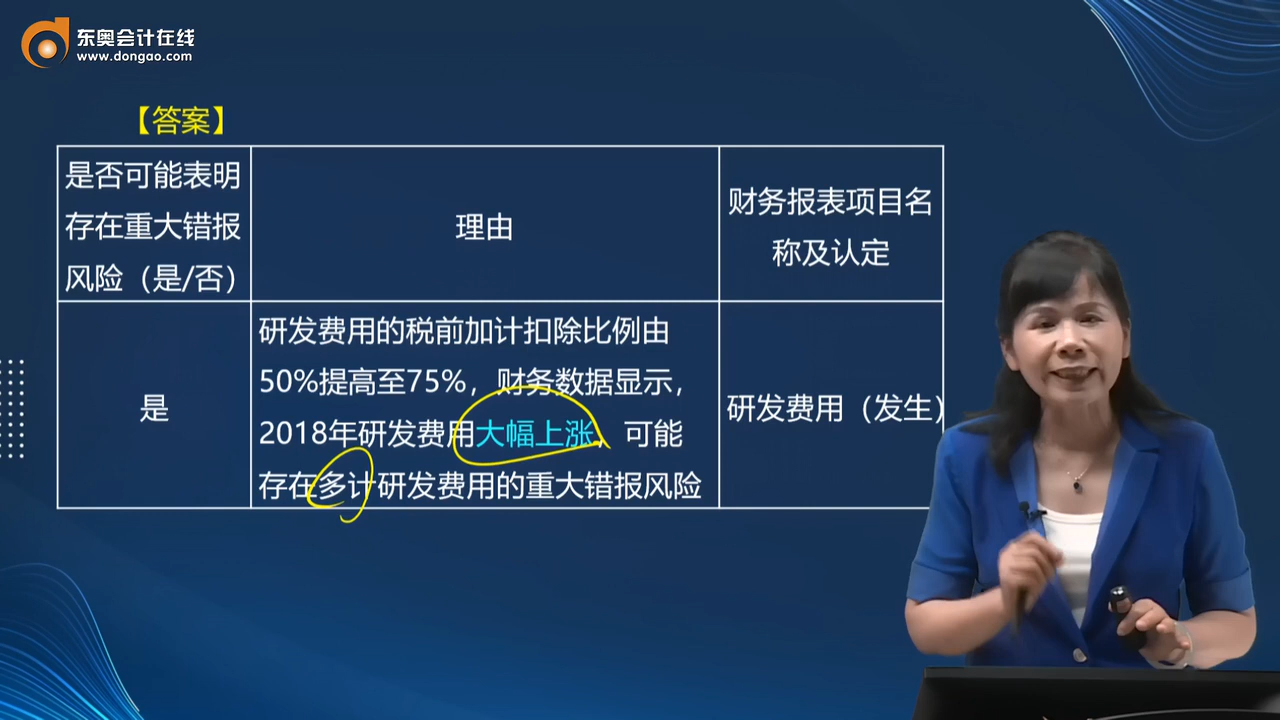 东奥会计在线
www.dongao.com
【答案】
是否可能表明
存在重大错报
风险（是/否）
理由
财务报表项目名
称及认定
是
研发费用的税前加计扣除比例由
50%提高至75%，财务数据显示，
2018年研发费用大幅上涨，可能
存在多计研发费用的重大错报风险
研发费用（发生）